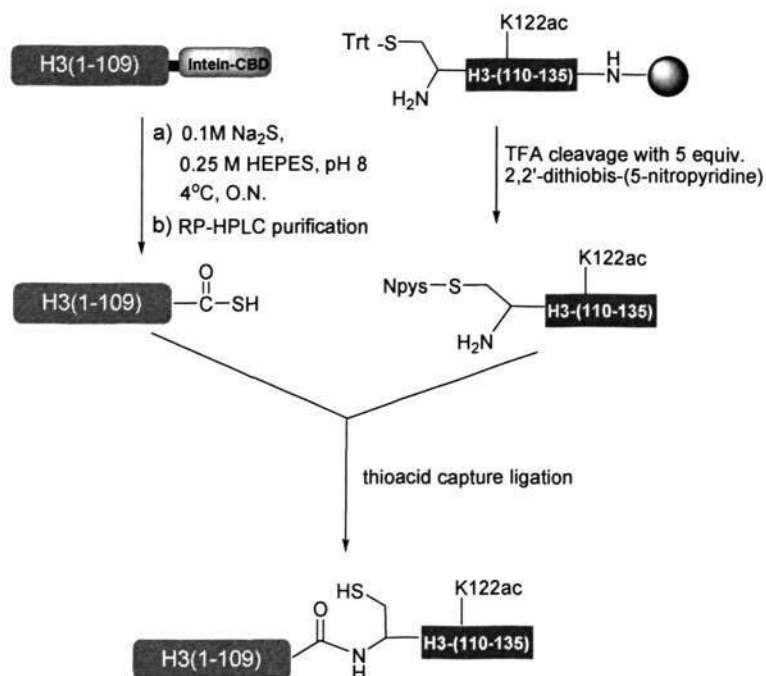 H3(1-109)
Intein-CBD
K122ac
Trt -S
H2N
H3-(110-135)
H
N
a) 0.1M Na2S,
0.25 M HEPES, pH 8
4°C, O.N.
b) RP-HPLC purification
TFA cleavage with 5 equiv.
2,2'-dithiobis-(5-nitropyridine)
H3(1-109)
O
C
SH
K122ac
Npys-S
H2N
H3-(110-135)
thioacid capture ligation
HS
K122ac
O
H3(1-109)
N
H
H3-(110-135)